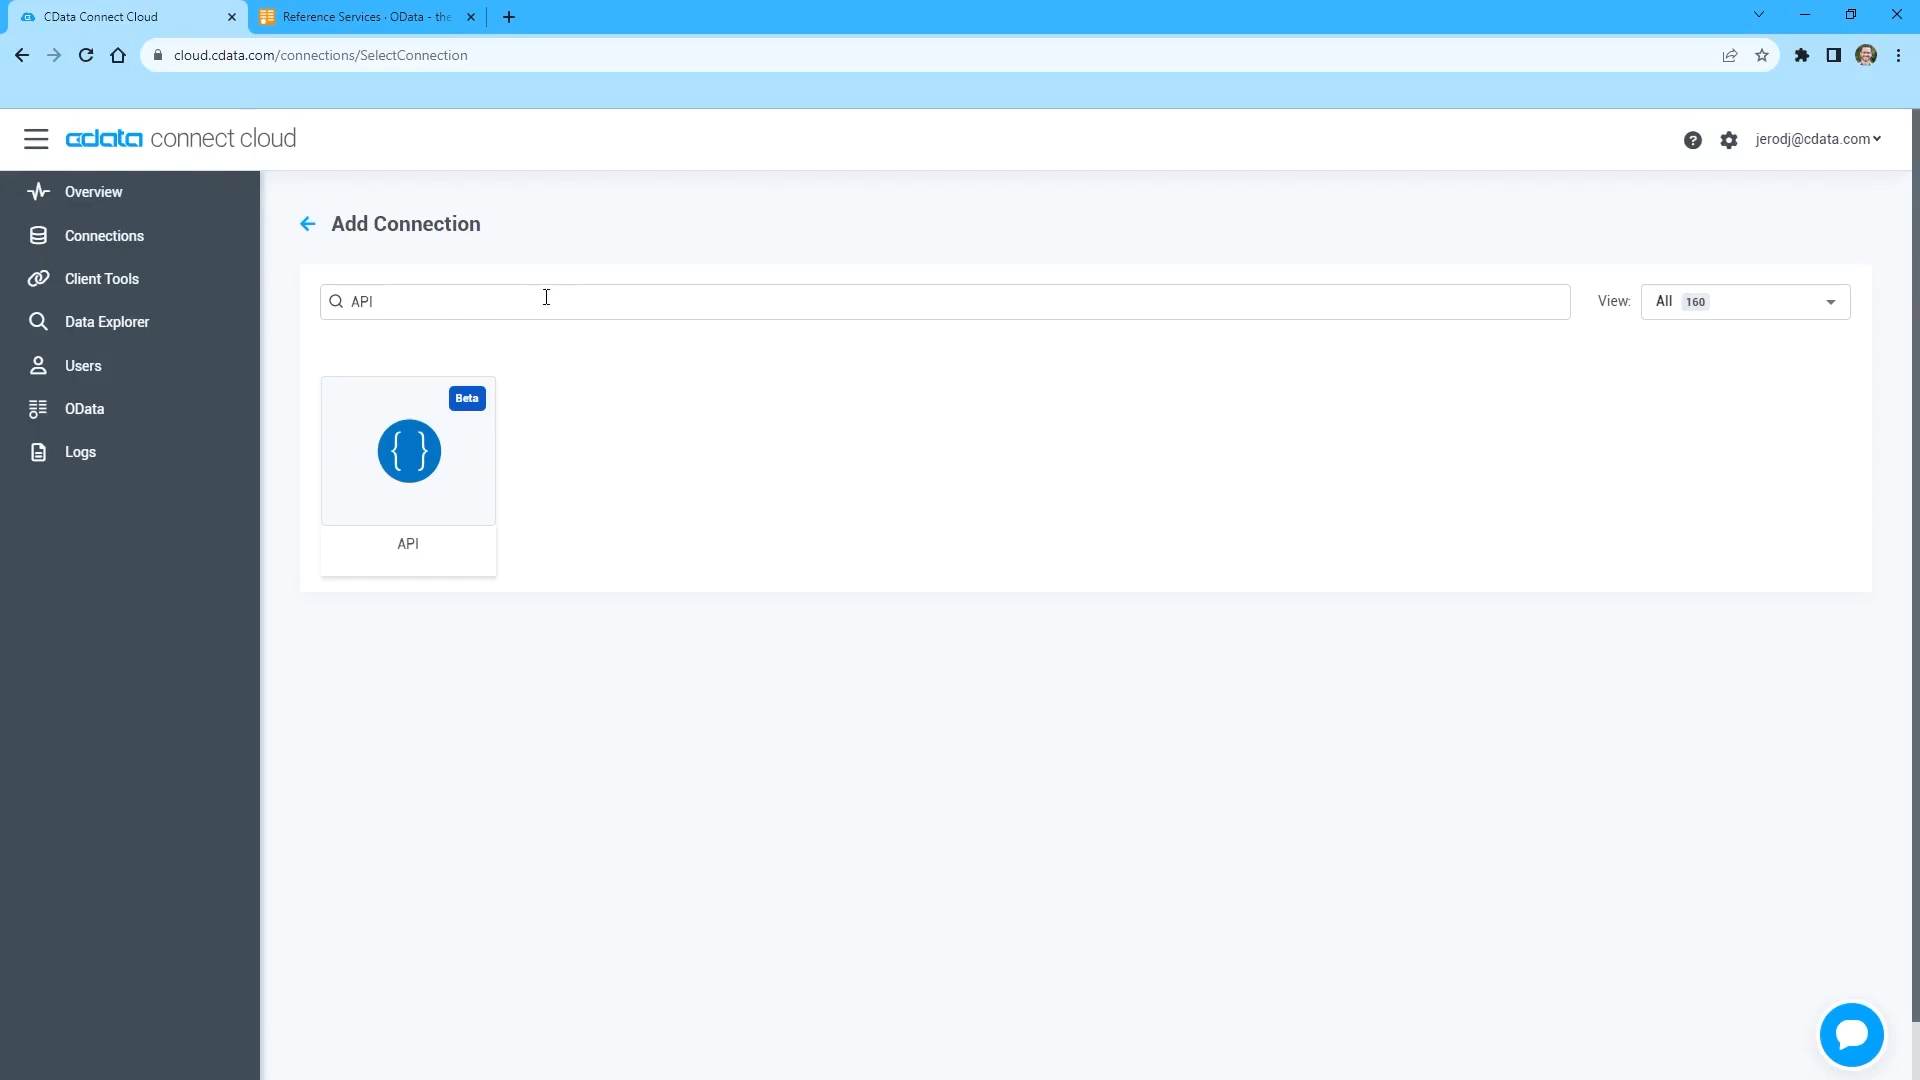 CData Connect Cloud
Reference Services · OData - the
cloud.cdata.com/connections/SelectConnection
cdata connect cloud
jerodj@cdata.com
Overview
Connections
Client Tools
Data Explorer
Users
OData
Logs
Add Connection
API
View:
All 160
Beta
{ }
API